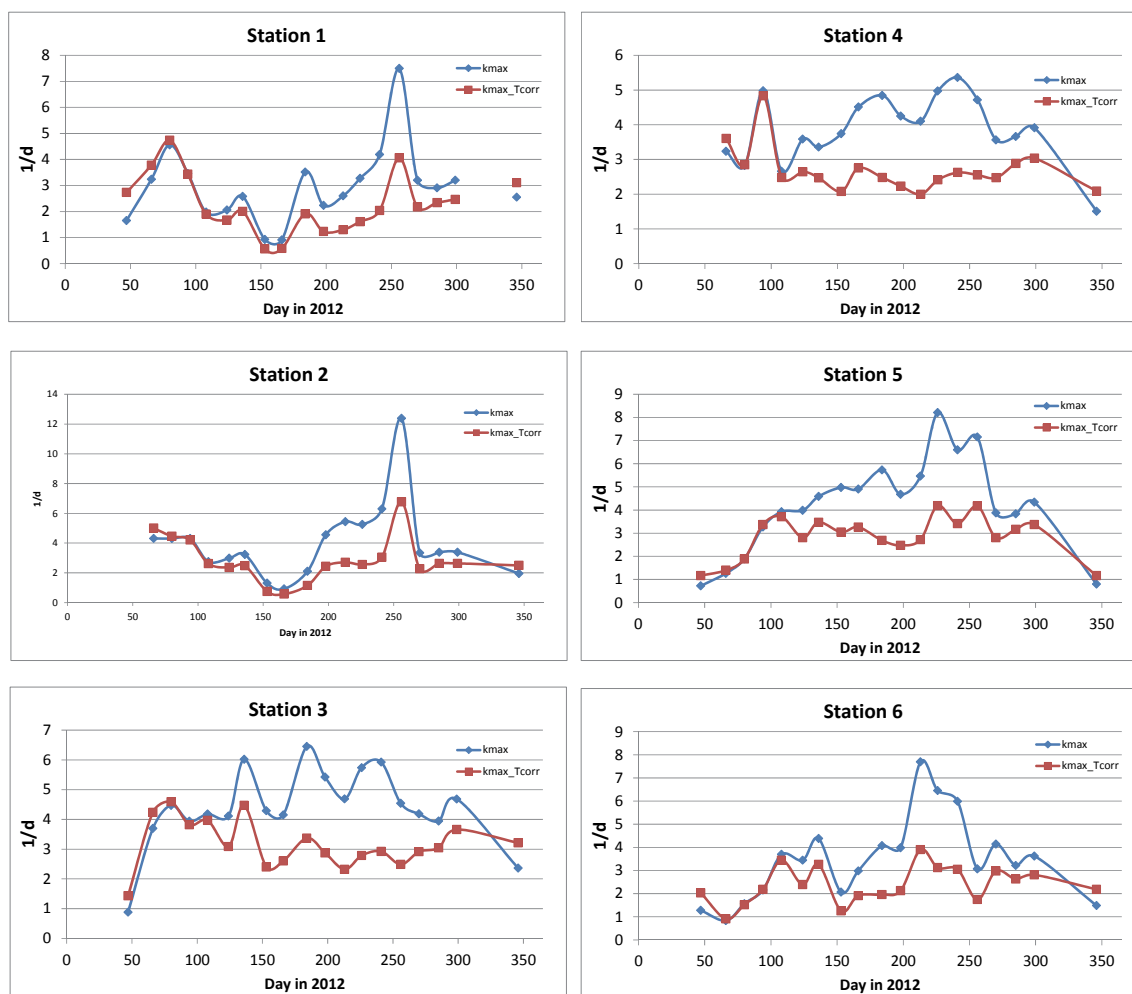 Station 1
8
7
6
5
4
3
2
1
0
1/d
kmax
kmax_Tcorr
0 50 100 150 200 250 300 350
Day in 2012
Station 4
6
5
4
3
2
1
0
1/d
kmax
kmax_Tcorr
0 50 100 150 200 250 300 350
Day in 2012
Station 2
14
12
10
8
6
4
2
0
1/d
kmax
kmax_Tcorr
0 50 100 150 200 250 300 350
Day in 2012
Station 5
9
8
7
6
5
4
3
2
1
0
1/d
kmax
kmax_Tcorr
0 50 100 150 200 250 300 350
Day in 2012
Station 3
7
6
5
4
3
2
1
0
1/d
kmax
kmax_Tcorr
0 50 100 150 200 250 300 350
Day in 2012
Station 6
9
8
7
6
5
4
3
2
1
0
1/d
kmax
kmax_Tcorr
0 50 100 150 200 250 300 350
Day in 2012